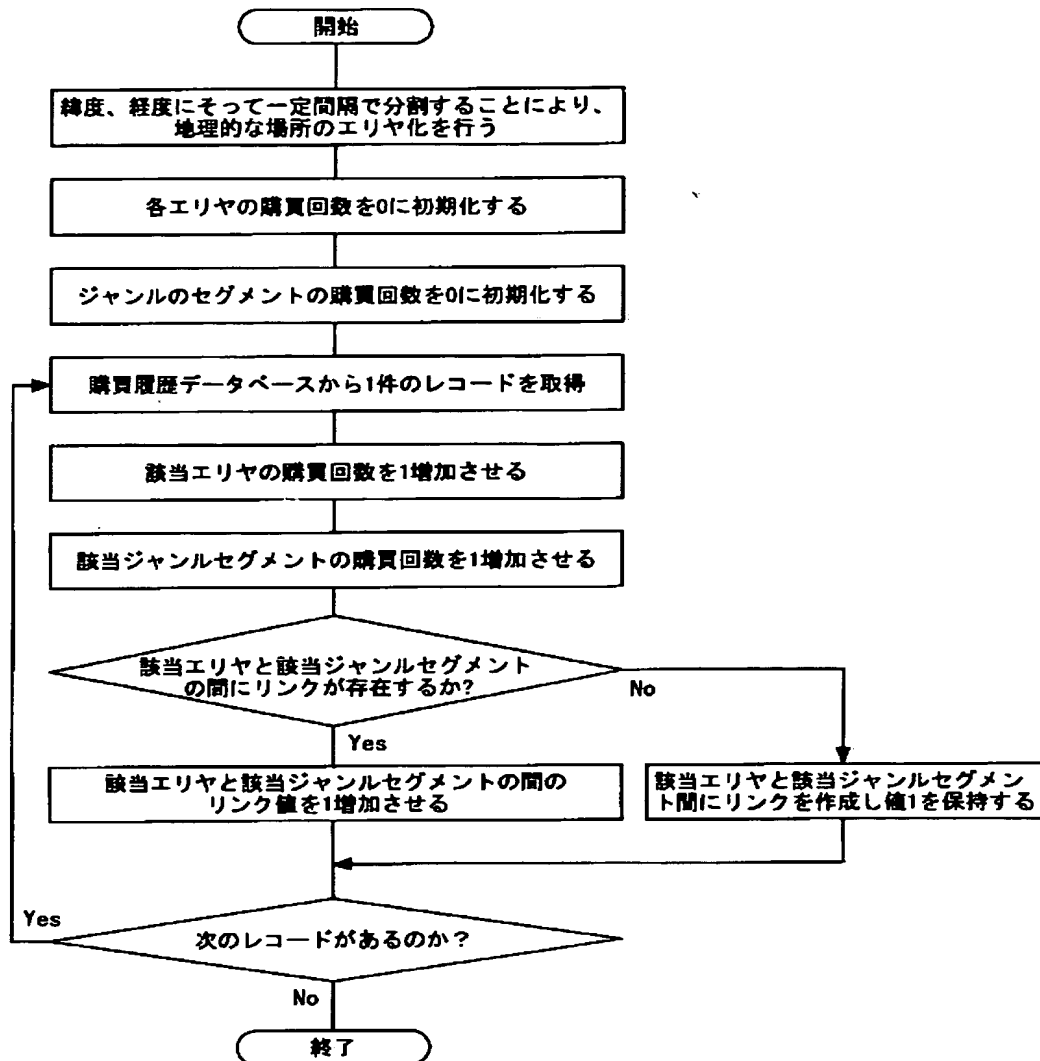 開始
緯度、経度にそって一定間隔で分割することにより、
地理的な場所のエリヤ化を行う
各エリヤの購買回数を0に初期化する
ジャンルのセグメントの購買回数を0に初期化する
購買履歴データベースから1件のレコードを取得
該当エリヤの購買回数を1増加させる
該当ジャンルセグメントの購買回数を1増加させる
該当エリヤと該当ジャンルセグメント
の間にリンクが存在するか?
No
Yes
該当エリヤと該当ジャンルセグメントの間の
リンク値を1増加させる
該当エリヤと該当ジャンルセグメン
ト間にリンクを作成し値1を保持する
Yes
次のレコードがあるのか？
No
終了